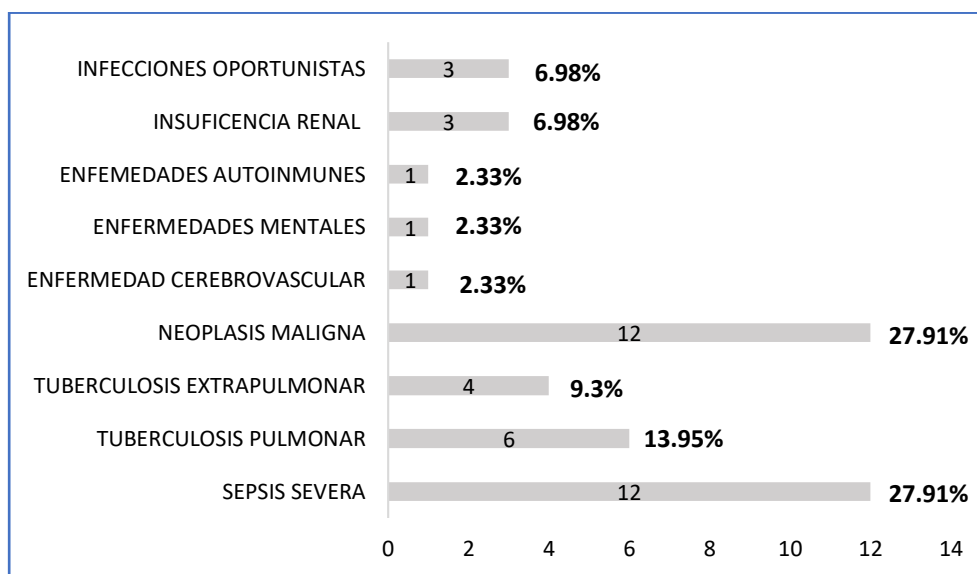 INFECCIONES OPORTUNISTAS 3 6.98%
INSUFICENCIA RENAL 3 6.98%
ENFEMEDADES AUTOINMUNES 1 2.33%
ENFERMEDADES MENTALES 1 2.33%
ENFERMEDAD CEREBROVASCULAR 1 2.33%
NEOPLASIS MALIGNA 12 27.91%
TUBERCULOSIS EXTRAPULMONAR 4 9.3%
TUBERCULOSIS PULMONAR 6 13.95%
SEPSIS SEVERA 12 27.91%
0 2 4 6 8 10 12 14